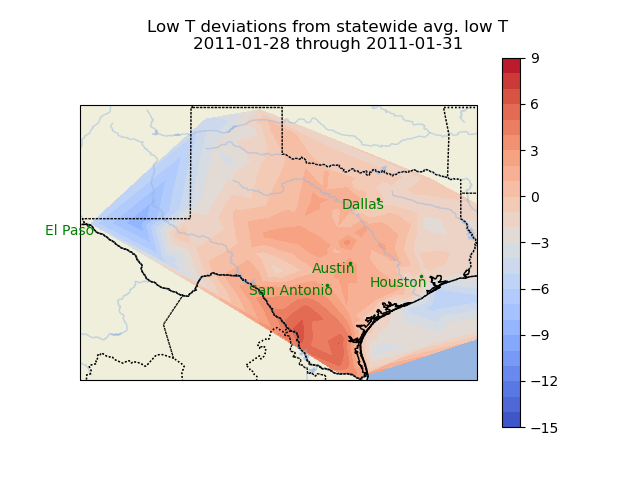 Low T deviations from statewide avg. low T
2011-01-28 through 2011-01-31
9
6
3
0
−3
−6
−9
−12
−15
Dallas
El Paso
Austin
Houston
San Antonio